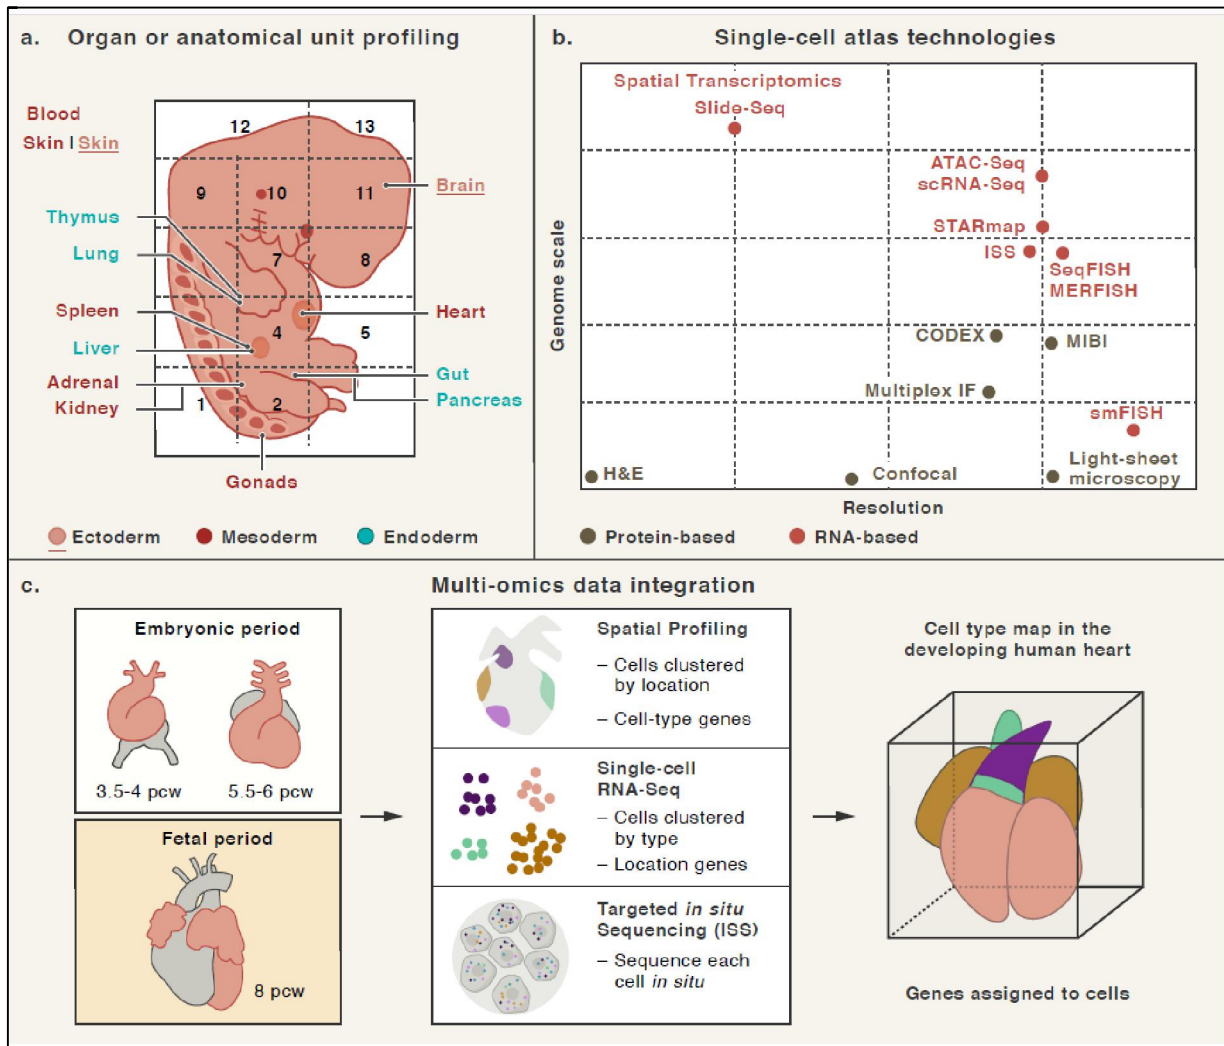 a. Organ or anatomical unit profiling
Blood
Skin | Skin
12
13
9
10
11
Brain
Thymus
Lung
7
8
Spleen
Heart
4
5
Liver
Adrenal
Kidney
Gut
Pancreas
1
2
Gonads
Ectoderm
Mesoderm
Endoderm
b. Single-cell atlas technologies
Genome scale
Spatial Transcriptomics
Slide-Seq
ATAC-Seq
scRNA-Seq
STARmap
ISS
SeqFISH
MERFISH
CODEX
MIBI
Multiplex IF
smFISH
H&E
Confocal
Light-sheet
microscopy
Resolution
Protein-based
RNA-based
c. Multi-omics data integration
Embryonic period
3.5-4 pcw
5.5-6 pcw
Fetal period
8 pcw
Spatial Profiling
– Cells clustered
by location
– Cell-type genes
Single-cell
RNA-Seq
– Cells clustered
by type
– Location genes
Targeted in situ
Sequencing (ISS)
– Sequence each
cell in situ
Cell type map in the
developing human heart
Genes assigned to cells